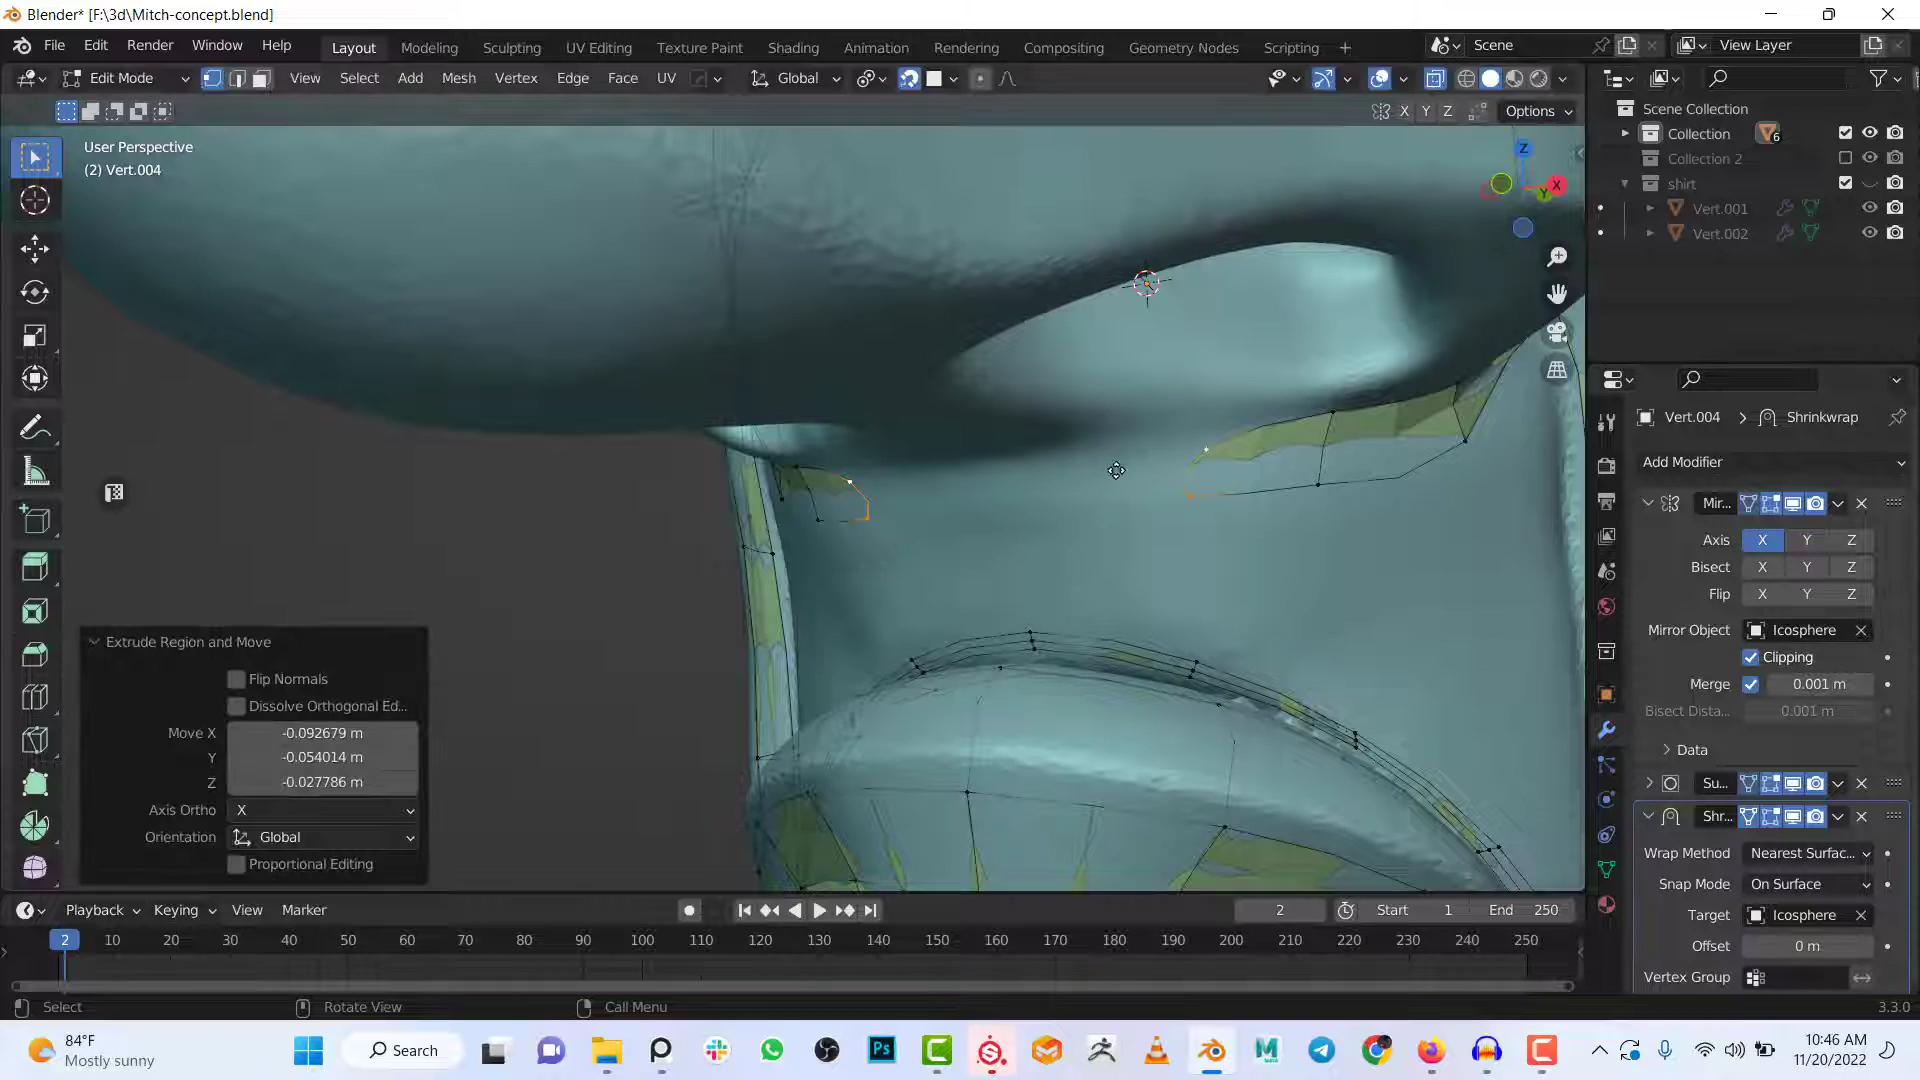 Blender* [F:\3d\Mitch-concept.blend]
File Edit Render Window Help Layout Modeling Sculpting UV Editing Texture Paint Shading Animation Rendering Compositing Geometry Nodes Scripting + Scene View Layer
Edit Mode View Select Add Mesh Vertex Edge Face UV Global
X Y Z Options
User Perspective
(2) Vert.004
Z
X
Y
Scene Collection
Collection 6
Collection 2
shirt
Vert.001
Vert.002
Vert.004 > Shrinkwrap
Add Modifier
Mir...
Axis X Y Z
Bisect X Y Z
Flip X Y Z
Mirror Object Icosphere
Clipping
Merge 0.001 m
Bisect Dista... 0.001 m
Data
Su...
Shr...
Wrap Method Nearest Surfac...
Snap Mode On Surface
Target Icosphere
Offset 0 m
Vertex Group
Extrude Region and Move
Flip Normals
Dissolve Orthogonal Ed...
Move X -0.092679 m
Y -0.054014 m
Z -0.027786 m
Axis Ortho X
Orientation Global
Proportional Editing
Playback Keying View Marker 2 Start 1 End 250
2 10 20 30 40 50 60 70 80 90 100 110 120 130 140 150 160 170 180 190 200 210 220 230 240 250
Select Rotate View Call Menu 3.3.0
84°F
Mostly sunny
Search
Ps
10:46 AM
11/20/2022